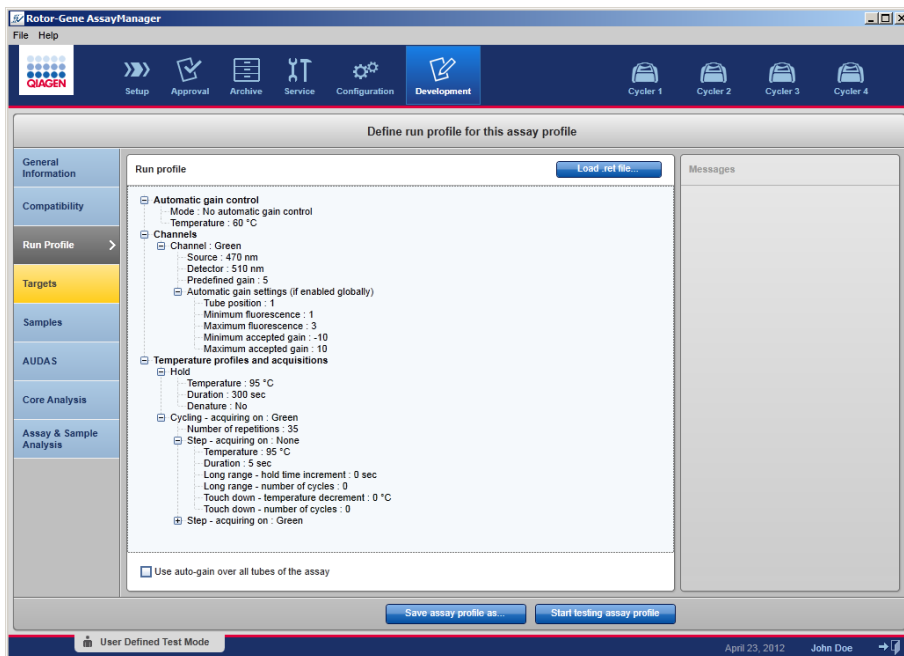 Rotor-Gene AssayManager
File Help
QIAGEN
Setup Approval Archive Service Configuration Development Cycler 1 Cycler 2 Cycler 3 Cycler 4
Define run profile for this assay profile
General
Information
Compatibility
Run Profile
Targets
Samples
AUDAS
Core Analysis
Assay & Sample
Analysis
Run profile
Load .ret file...
Automatic gain control
Mode : No automatic gain control
Temperature : 60 °C
Channels
Channel : Green
Source : 470 nm
Detector : 510 nm
Predefined gain : 5
Automatic gain settings (if enabled globally)
Tube position : 1
Minimum fluorescence : 1
Maximum fluorescence : 3
Minimum accepted gain : -10
Maximum accepted gain : 10
Temperature profiles and acquisitions
Hold
Temperature : 95 °C
Duration : 300 sec
Denature : No
Cycling - acquiring on : Green
Number of repetitions : 35
Step - acquiring on : None
Temperature : 95 °C
Duration : 5 sec
Long range - hold time increment : 0 sec
Long range - number of cycles : 0
Touch down - temperature decrement : 0 °C
Touch down - number of cycles : 0
Step - acquiring on : Green
Use auto-gain over all tubes of the assay
Messages
Save assay profile as... Start testing assay profile
User Defined Test Mode
April 23, 2012 John Doe